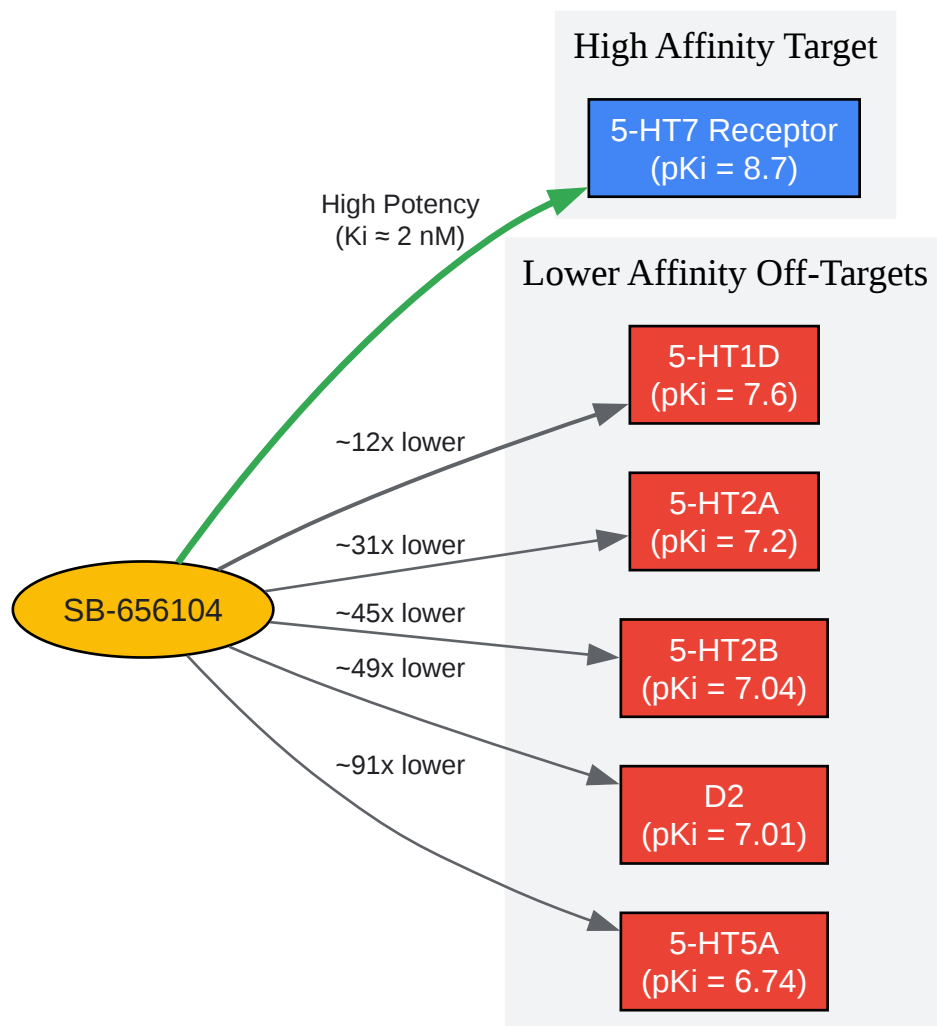 High Affinity Target
5-HT7 Receptor
(pKi = 8.7)
High Potency
(Ki ≈ 2 nM)
Lower Affinity Off-Targets
5-HT1D
(pKi = 7.6)
~12x lower
5-HT2A
(pKi = 7.2)
~31x lower
SB-656104
~45x lower
5-HT2B
(pKi = 7.04)
~49x lower
D2
(pKi = 7.01)
~91x lower
5-HT5A
(pKi = 6.74)